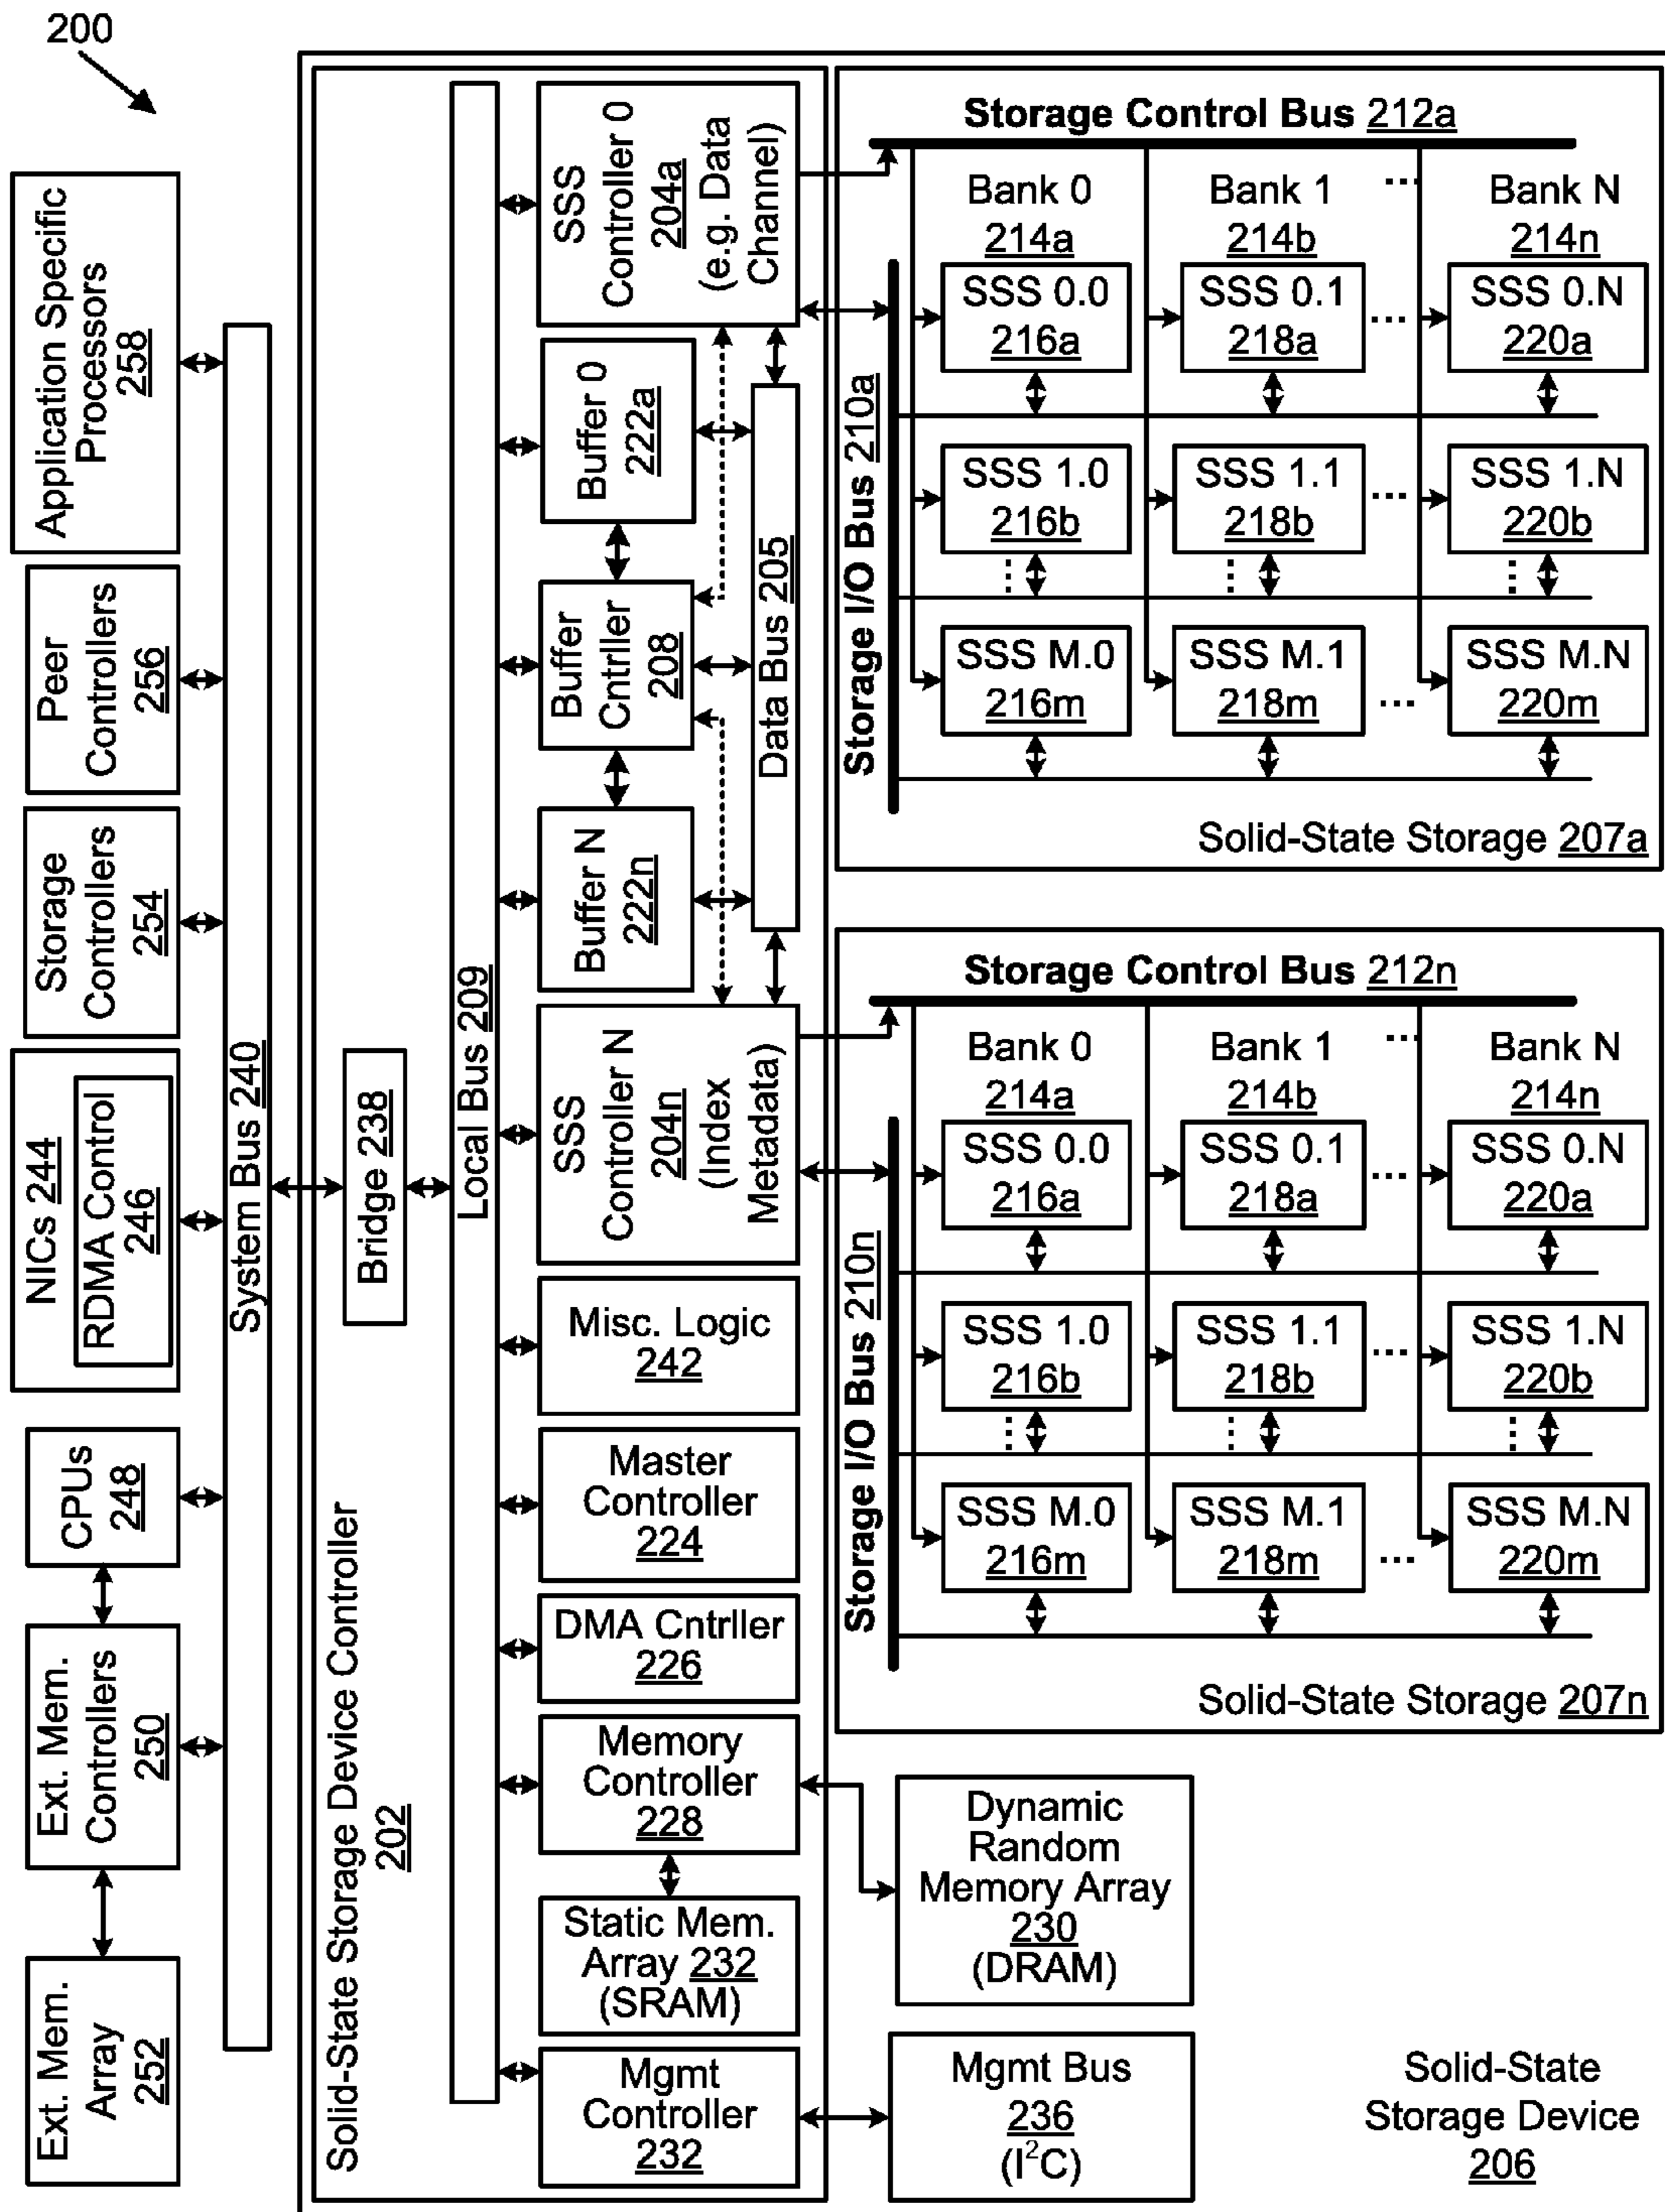 200
Application Specific
Processors
258
Peer
Controllers
256
Storage
Controllers
254
NICs 244
RDMA Control
246
CPUs
248
Ext. Mem.
Controllers
250
Ext. Mem.
Array
252
System Bus 240
Bridge 238
Solid-State Storage Device Controller
202
Local Bus 209
SSS
Controller 0
204a
(e.g. Data
Channel)
Buffer 0
222a
Buffer
Cntrller
208
Buffer N
222n
Data Bus 205
SSS
Controller N
204n
(Index
Metadata)
Misc. Logic
242
Master
Controller
224
DMA Cntrller
226
Memory
Controller
228
Static Mem.
Array 232
(SRAM)
Mgmt
Controller
232
Storage Control Bus 212a
Storage I/O Bus 210a
Bank 0
214a
Bank 1
214b
...
Bank N
214n
SSS 0.0
216a
SSS 0.1
218a
...
SSS 0.N
220a
SSS 1.0
216b
SSS 1.1
218b
...
SSS 1.N
220b
SSS M.0
216m
SSS M.1
218m
...
SSS M.N
220m
Solid-State Storage 207a
Storage Control Bus 212n
Storage I/O Bus 210n
Bank 0
214a
Bank 1
214b
...
Bank N
214n
SSS 0.0
216a
SSS 0.1
218a
...
SSS 0.N
220a
SSS 1.0
216b
SSS 1.1
218b
...
SSS 1.N
220b
SSS M.0
216m
SSS M.1
218m
...
SSS M.N
220m
Solid-State Storage 207n
Dynamic
Random
Memory Array
230
(DRAM)
Mgmt Bus
236
(I²C)
Solid-State
Storage Device
206